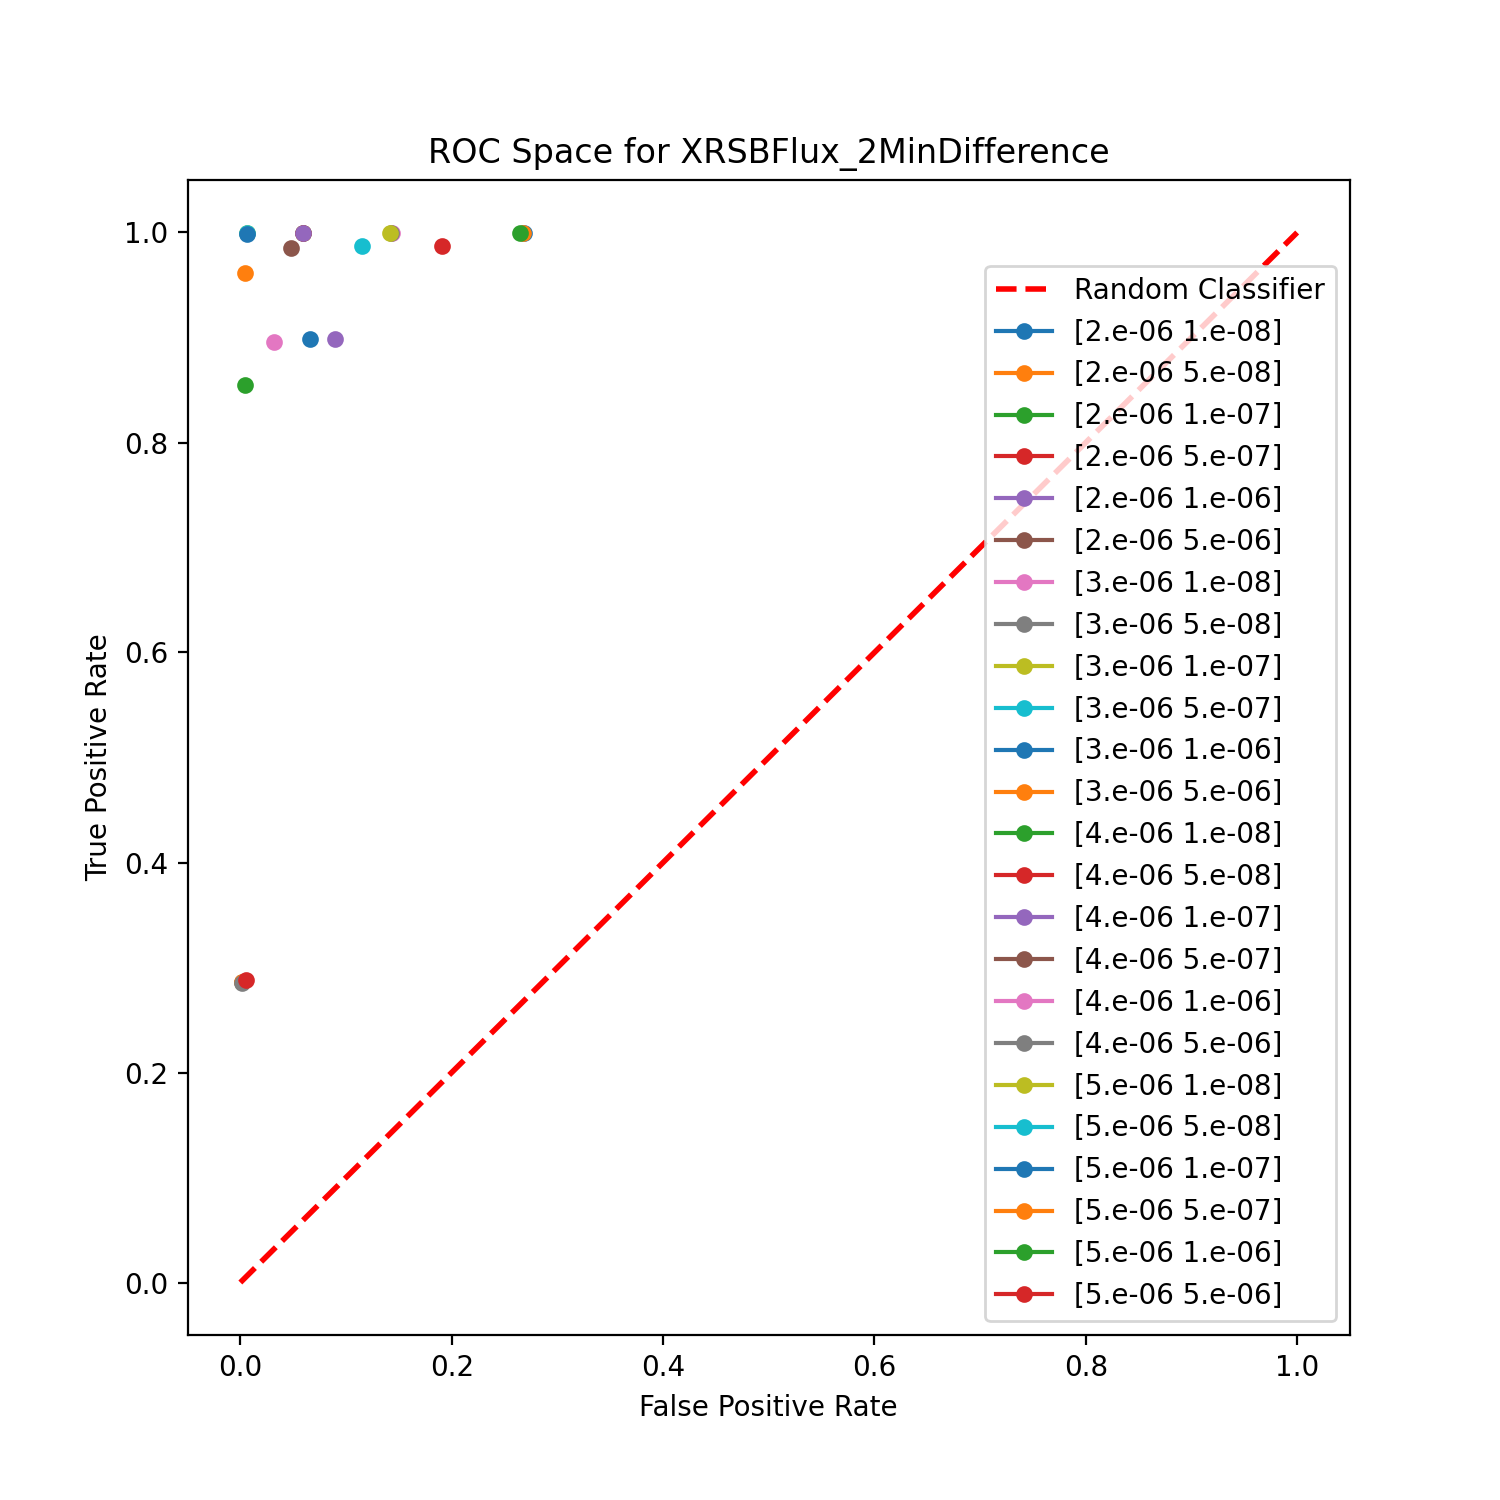 ROC Space for XRSBFlux_2MinDifference
1.0
0.8
0.6
0.4
0.2
0.0
True Positive Rate
0.0 0.2 0.4 0.6 0.8 1.0
False Positive Rate
Random Classifier
[2.e-06 1.e-08]
[2.e-06 5.e-08]
[2.e-06 1.e-07]
[2.e-06 5.e-07]
[2.e-06 1.e-06]
[2.e-06 5.e-06]
[3.e-06 1.e-08]
[3.e-06 5.e-08]
[3.e-06 1.e-07]
[3.e-06 5.e-07]
[3.e-06 1.e-06]
[3.e-06 5.e-06]
[4.e-06 1.e-08]
[4.e-06 5.e-08]
[4.e-06 1.e-07]
[4.e-06 5.e-07]
[4.e-06 1.e-06]
[4.e-06 5.e-06]
[5.e-06 1.e-08]
[5.e-06 5.e-08]
[5.e-06 1.e-07]
[5.e-06 5.e-07]
[5.e-06 1.e-06]
[5.e-06 5.e-06]